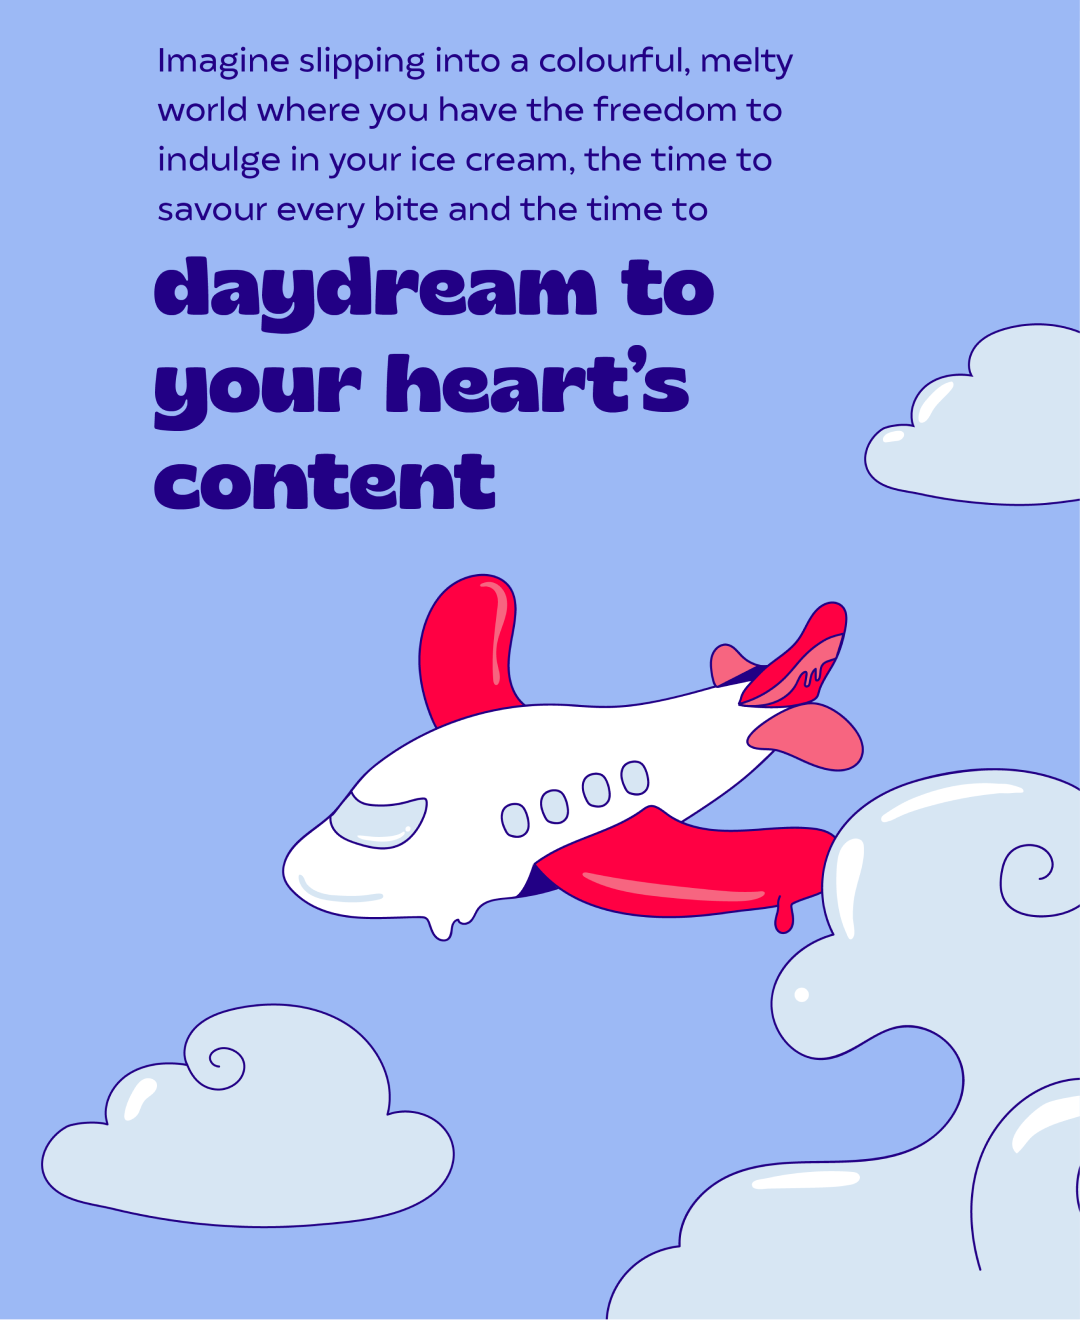 Imagine slipping into a colourful, melty
world where you have the freedom to
indulge in your ice cream, the time to
savour every bite and the time to
daydream to
your heart’s
content